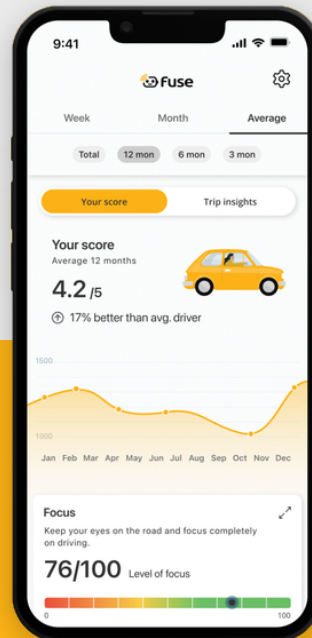 9:41
Fuse
Week Month Average
Total 12 mon 6 mon 3 mon
Your score Trip insights
Your score
Average 12 months
4.2 /5
17% better than avg. driver
1500
1000
Jan Feb Mar Apr May Jun Jul Aug Sep Oct Nov Dec
Focus
Keep your eyes on the road and focus completely
on driving.
76/100 Level of focus
0 100